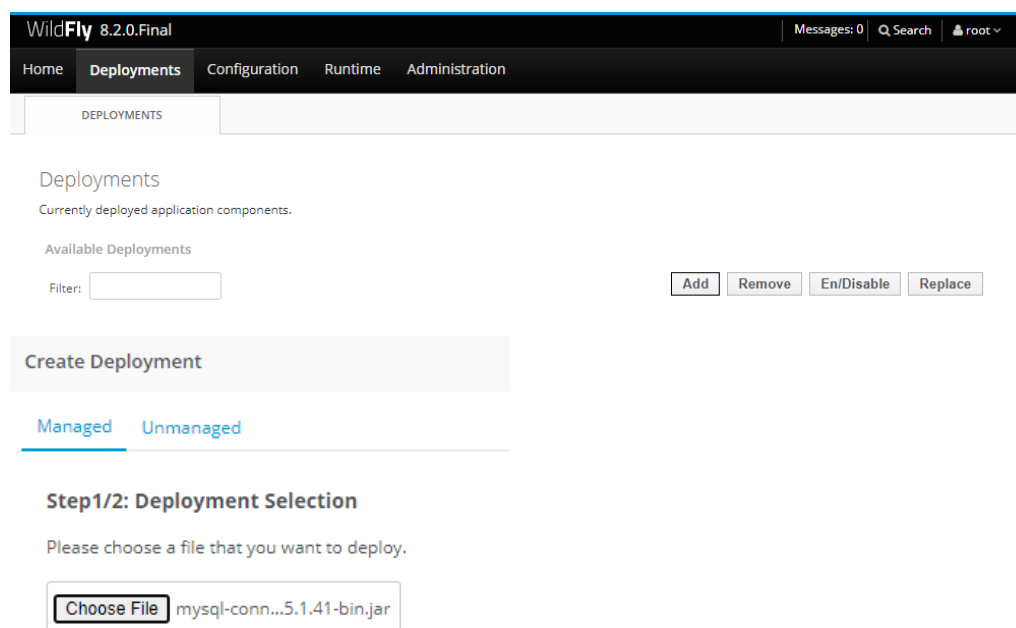 WildFly 8.2.0.Final Messages: 0 Search root
Home Deployments Configuration Runtime Administration
DEPLOYMENTS
Deployments
Currently deployed application components.
Available Deployments
Filter: Add Remove En/Disable Replace
Create Deployment
Managed Unmanaged
Step1/2: Deployment Selection
Please choose a file that you want to deploy.
Choose File mysql-conn...5.1.41-bin.jar